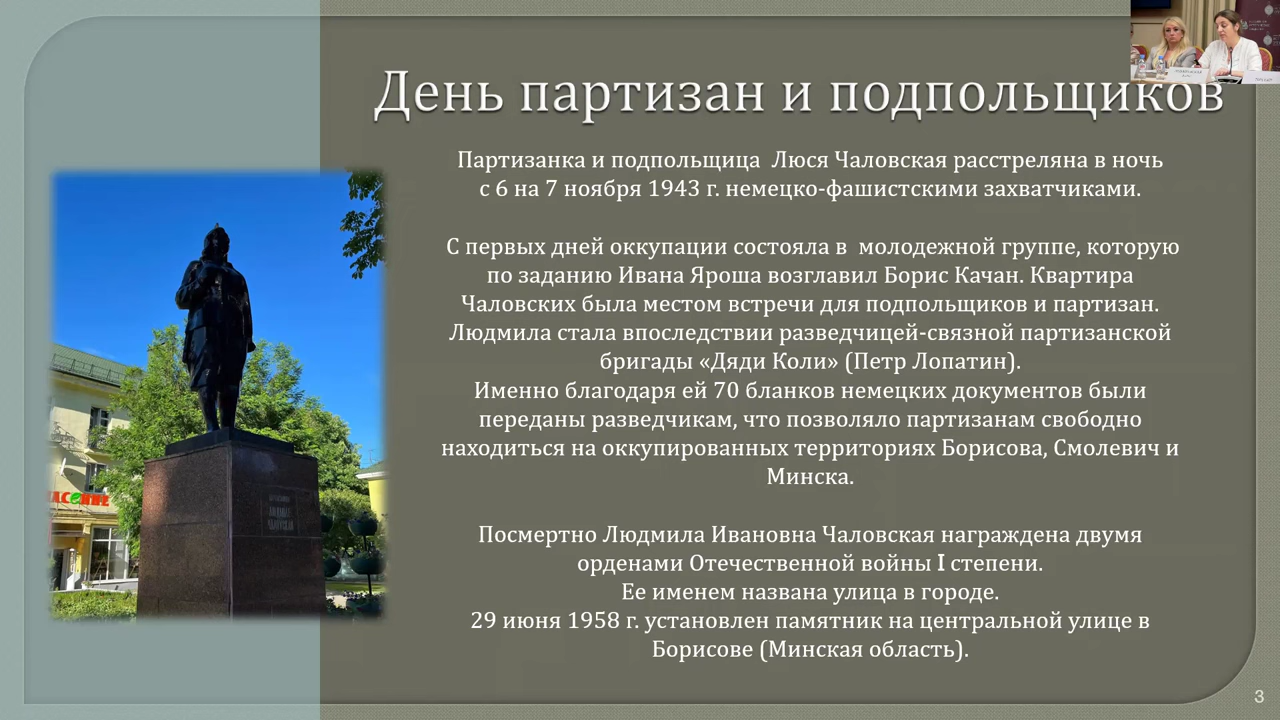 День партизан и подпольщиков
Партизанка и подпольщица Люся Чаловская расстреляна в ночь
с 6 на 7 ноября 1943 г. немецко-фашистскими захватчиками.
С первых дней оккупации состояла в молодежной группе, которую
по заданию Ивана Яроша возглавил Борис Качан. Квартира
Чаловских была местом встречи для подпольщиков и партизан.
Людмила стала впоследствии разведчицей-связной партизанской
бригады «Дяди Коли» (Петр Лопатин).
Именно благодаря ей 70 бланков немецких документов были
переданы разведчикам, что позволяло партизанам свободно
находиться на оккупированных территориях Борисова, Смолевич и
Минска.
Посмертно Людмила Ивановна Чаловская награждена двумя
орденами Отечественной войны I степени.
Ее именем названа улица в городе.
29 июня 1958 г. установлен памятник на центральной улице в
Борисове (Минская область).
3